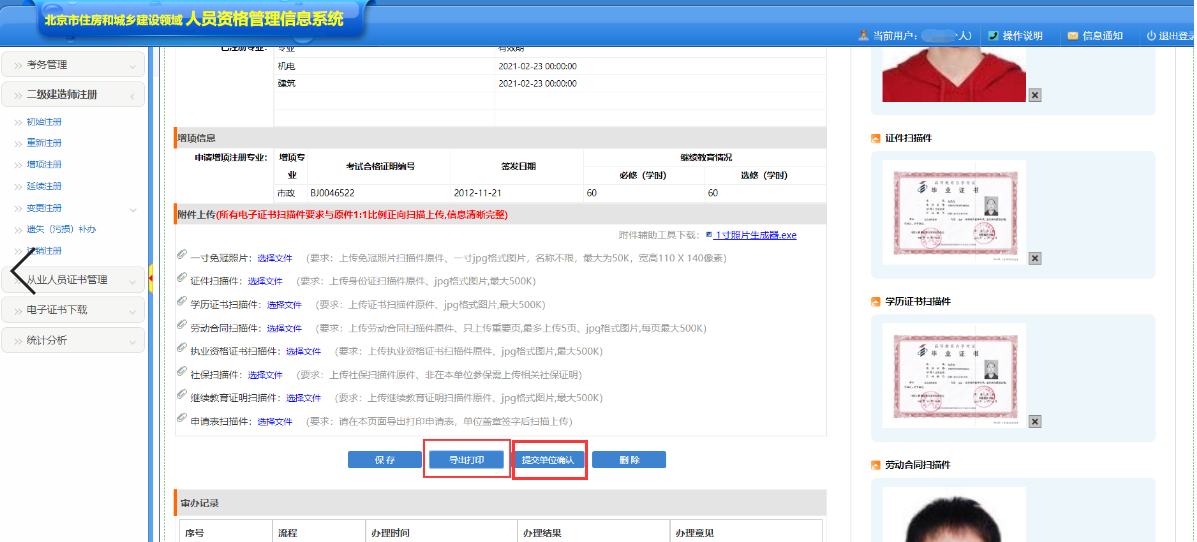 北京市住房和城乡建设领域 人员资格管理信息系统
当前用户： 人） 操作说明 信息通知 退出登录
考务管理
二级建造师注册
初始注册
重新注册
增项注册
延续注册
变更注册
遗失（污损）补办
注销注册
从业人员证书管理
电子证书下载
统计分析
已注册专业： 专业 有效期
机电 2021-02-23 00:00:00
建筑 2021-02-23 00:00:00
增项信息
申请增项注册专业： 增项专业 考试合格证明编号 签发日期 继续教育情况
必修（学时） 选修（学时）
市政 BJ0046522 2012-11-21 60 60
附件上传(所有电子证书扫描件要求与原件1:1比例正向扫描上传,信息清晰完整)
附件辅助工具下载： 1寸照片生成器.exe
一寸免冠照片： 选择文件 （要求：上传免冠照片扫描件原件、一寸jpg格式图片，名称不限，最大为50K，宽高110 X 140像素）
证件扫描件： 选择文件 （要求：上传身份证扫描件原件、jpg格式图片,最大500K）
学历证书扫描件： 选择文件 （要求：上传证书扫描件原件、jpg格式图片,最大500K）
劳动合同扫描件： 选择文件 （要求：上传劳动合同扫描件原件、只上传重要页,最多上传5页、jpg格式图片,每页最大500K）
执业资格证书扫描件： 选择文件 （要求：上传执业资格证书扫描件原件、jpg格式图片,最大500K）
社保扫描件： 选择文件 （要求：上传社保扫描件原件、非在本单位参保需上传相关社保证明）
继续教育证明扫描件： 选择文件 （要求：上传继续教育证明扫描件原件、jpg格式图片,最大500K）
申请表扫描件： 选择文件 （要求：请在本页面导出打印申请表，单位盖章签字后扫描上传）
保 存 导出打印 提交单位确认 删 除
审办记录
序号 流程 办理时间 办理结果 办理意见
证件扫描件
毕 业 证 书
学历证书扫描件
毕 业 证 书
劳动合同扫描件